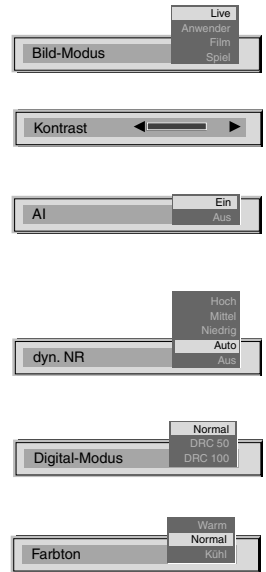 Live
Anwender
Film
Bild-Modus
Spiel
Kontrast
Ein
AI
Aus
Hoch
Mittel
Niedrig
Auto
dyn. NR
Aus
Normal
DRC 50
Digital-Modus
DRC 100
Warm
Normal
Farbton
Kühl